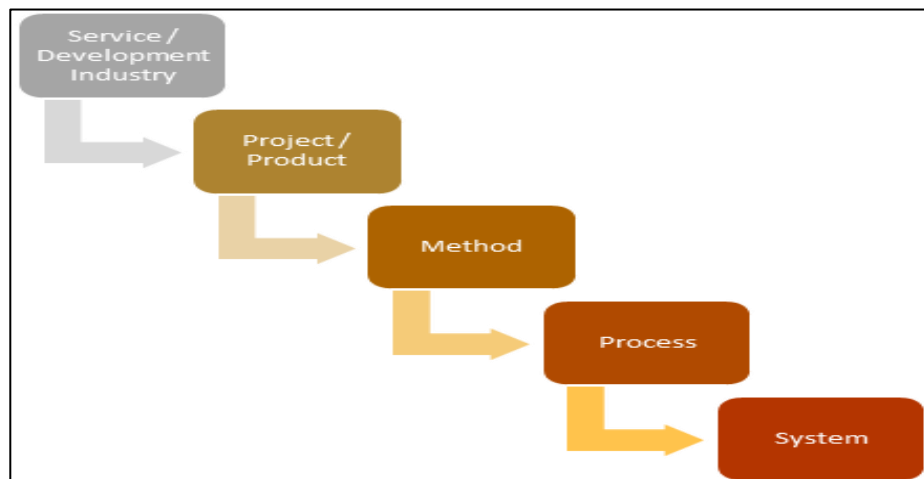 Service /
Development
Industry
Project /
Product
Method
Process
System